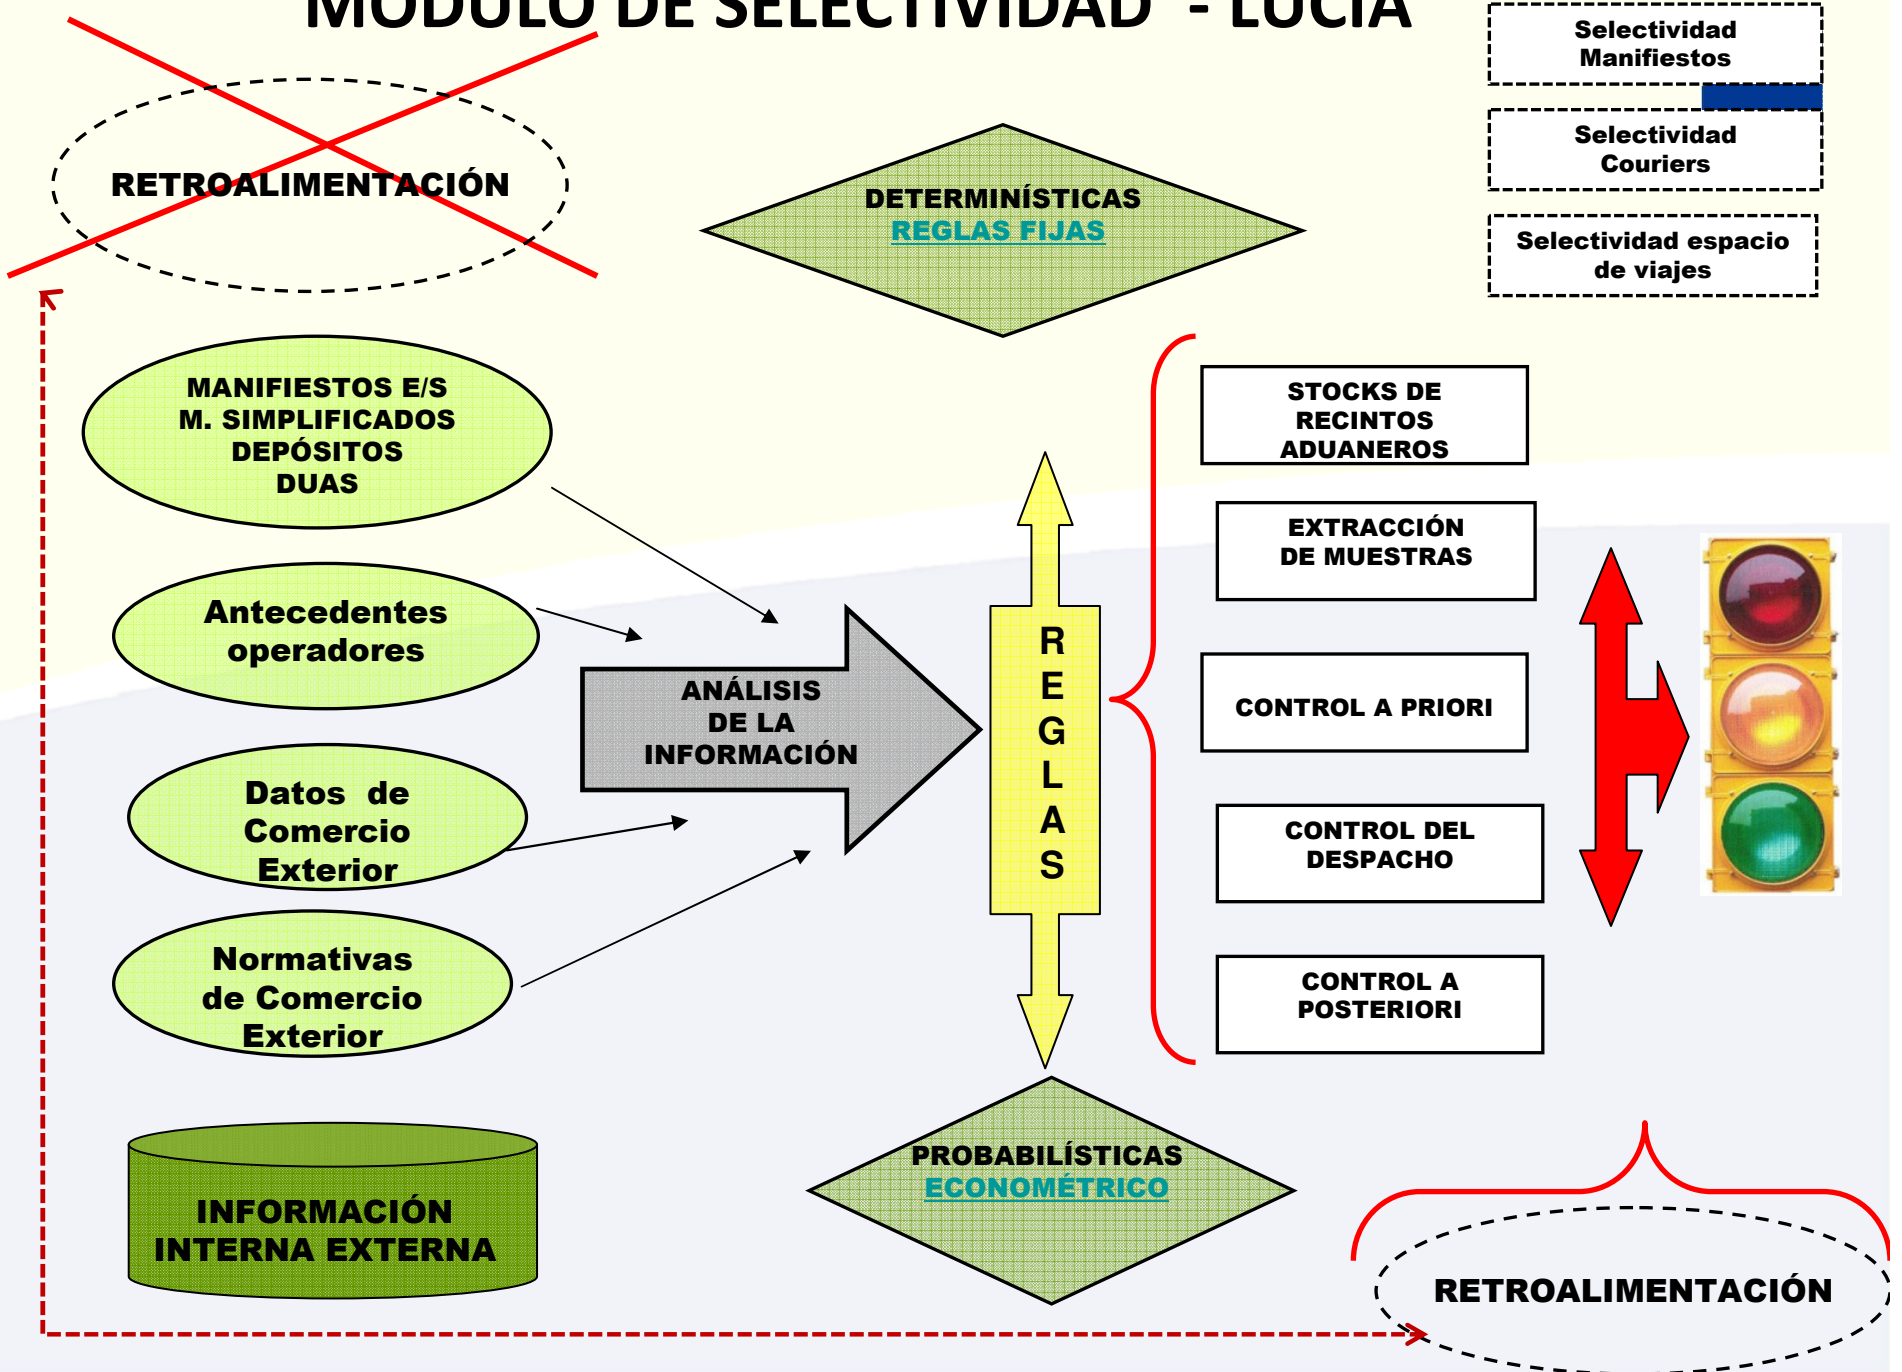 MODULO DE SELECTIVIDAD - LUCIA
Selectividad
Manifiestos
Selectividad
Couriers
Selectividad espacio
de viajes
RETROALIMENTACIÓN
DETERMINÍSTICAS
REGLAS FIJAS
MANIFIESTOS E/S
M. SIMPLIFICADOS
DEPÓSITOS
DUAS
Antecedentes
operadores
Datos de
Comercio
Exterior
Normativas
de Comercio
Exterior
INFORMACIÓN
INTERNA EXTERNA
ANÁLISIS
DE LA
INFORMACIÓN
R
E
G
L
A
S
STOCKS DE
RECINTOS
ADUANEROS
EXTRACCIÓN
DE MUESTRAS
CONTROL A PRIORI
CONTROL DEL
DESPACHO
CONTROL A
POSTERIORI
PROBABILÍSTICAS
ECONOMÉTRICO
RETROALIMENTACIÓN